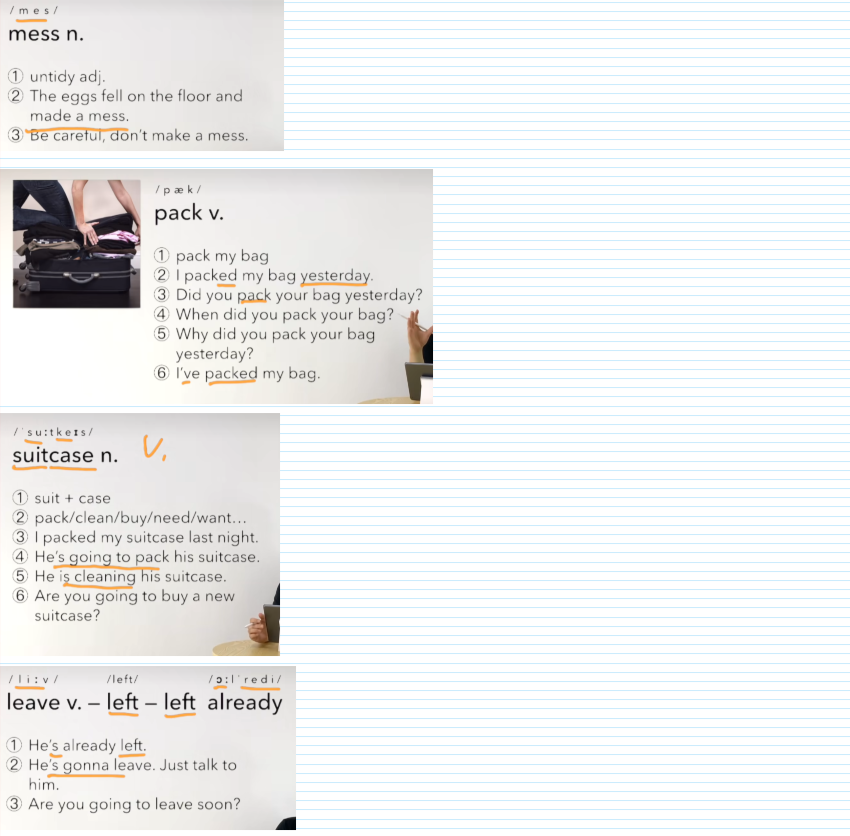 /mes/
mess n.
① untidy adj.
② The eggs fell on the floor and
made a mess.
③ Be careful, don't make a mess.
/pæk/
pack v.
① pack my bag
② I packed my bag yesterday.
③ Did you pack your bag yesterday?
④ When did you pack your bag?
⑤ Why did you pack your bag
yesterday?
⑥ I've packed my bag.
/ˈsuːtkeɪs/
suitcase n. V.
① suit + case
② pack/clean/buy/need/want...
③ I packed my suitcase last night.
④ He's going to pack his suitcase.
⑤ He is cleaning his suitcase.
⑥ Are you going to buy a new
suitcase?
/liːv/ /left/ /ɔːlˈredi/
leave v. – left – left already
① He's already left.
② He's gonna leave. Just talk to
him.
③ Are you going to leave soon?